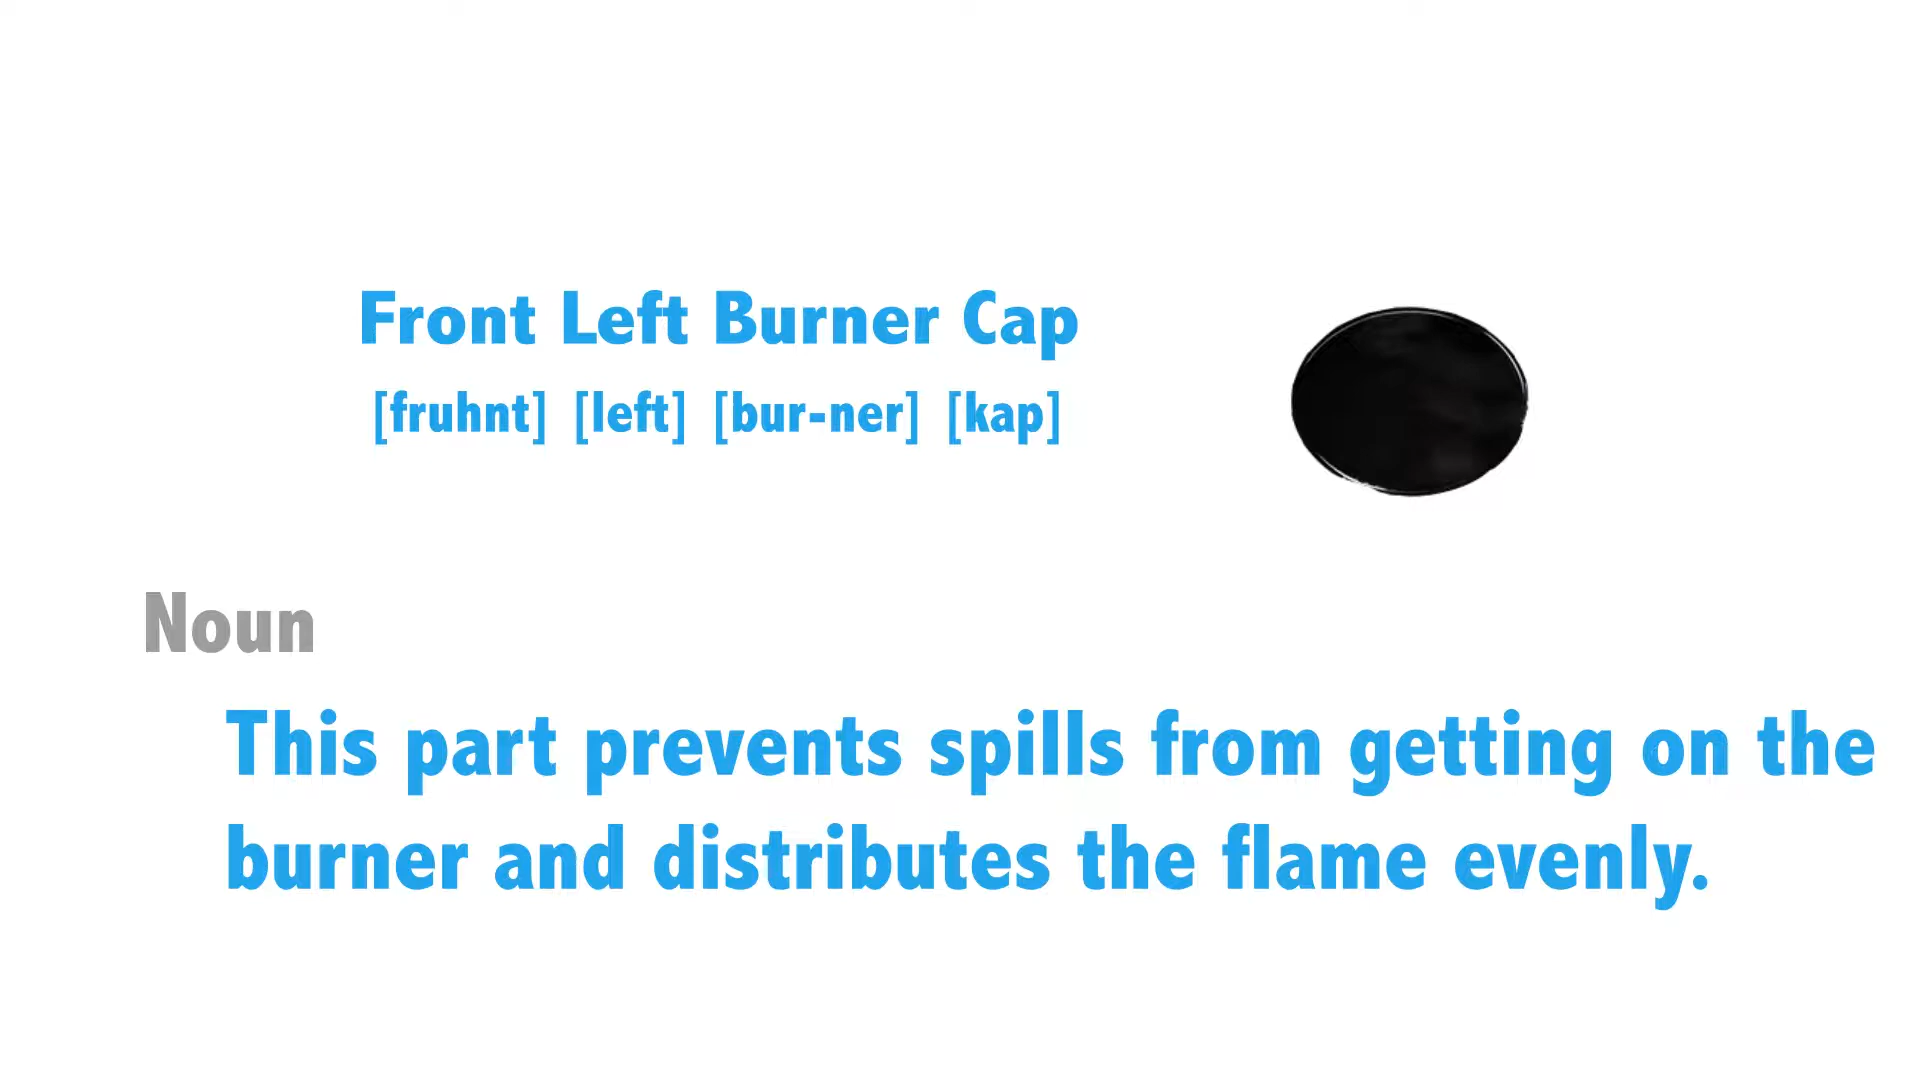 Front Left Burner Cap
[fruhnt] [left] [bur-ner] [kap]
Noun
This part prevents spills from getting on the
burner and distributes the flame evenly.